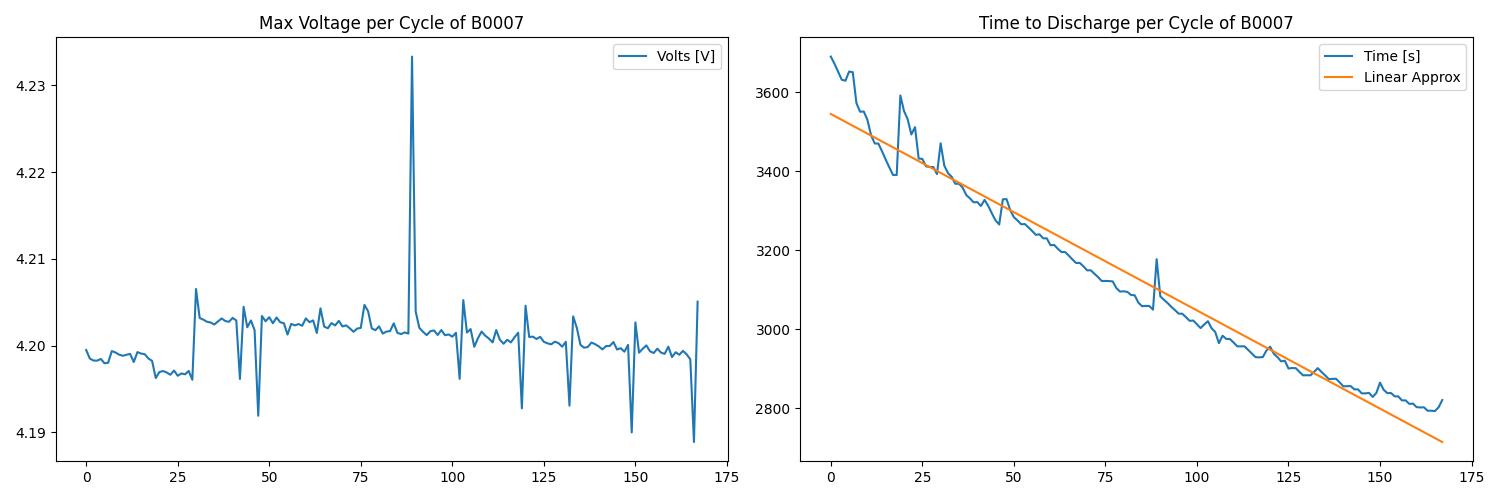 Max Voltage per Cycle of B0007
Volts [V]
4.23
4.22
4.21
4.20
4.19
0 25 50 75 100 125 150 175
Time to Discharge per Cycle of B0007
Time [s]
Linear Approx
3600
3400
3200
3000
2800
0 25 50 75 100 125 150 175